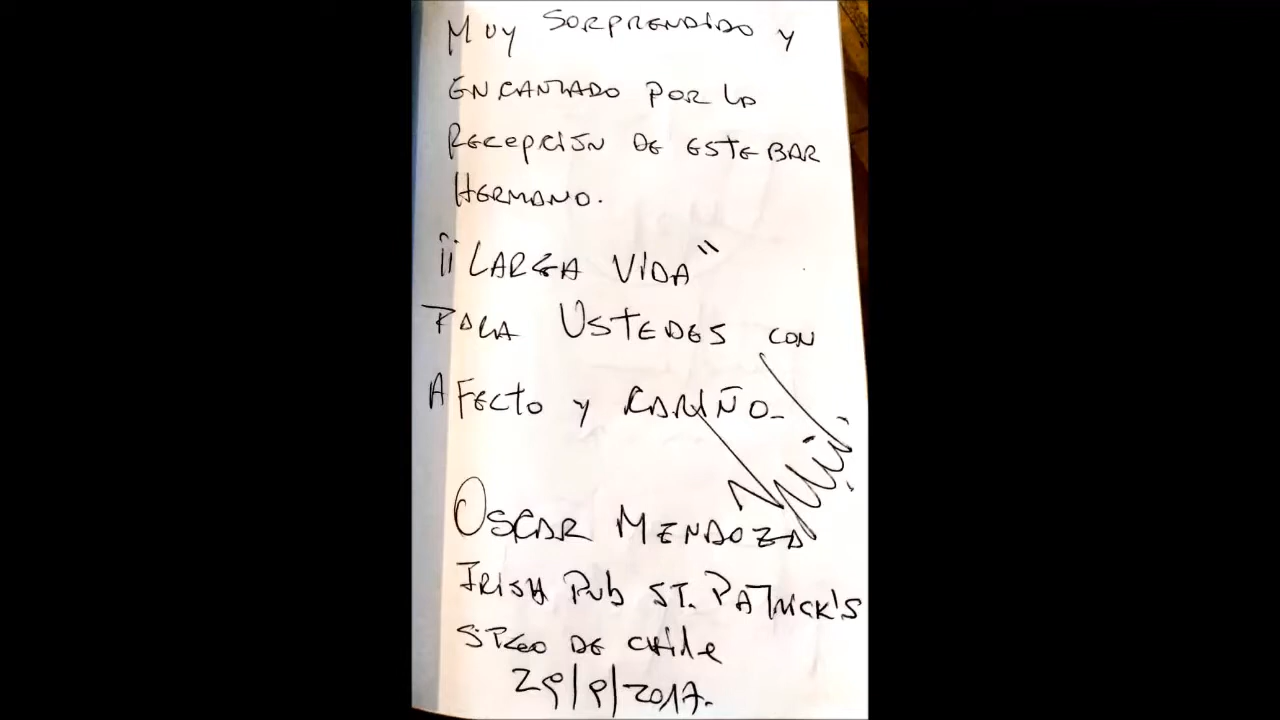 MUY SORPRENDIDO Y
ENCANTADO POR LA
RECEPCIÓN DE ESTE BAR
HERMANO.
¡¡LARGA VIDA"
PARA USTEDES CON
AFECTO Y CARIÑO-
OSCAR MENDOZA
IRISH PUB ST. PATRICK'S
STGO DE CHILE
29/9/2017.